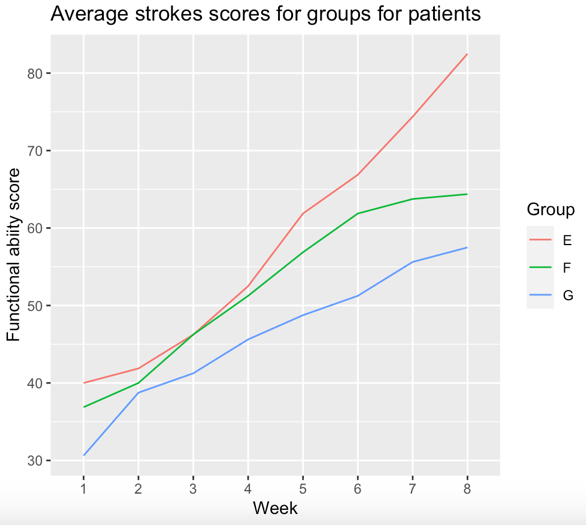 Average strokes scores for groups for patients
Functional abiity score
80
70
60
50
40
30
1 2 3 4 5 6 7 8
Week
Group
E
F
G